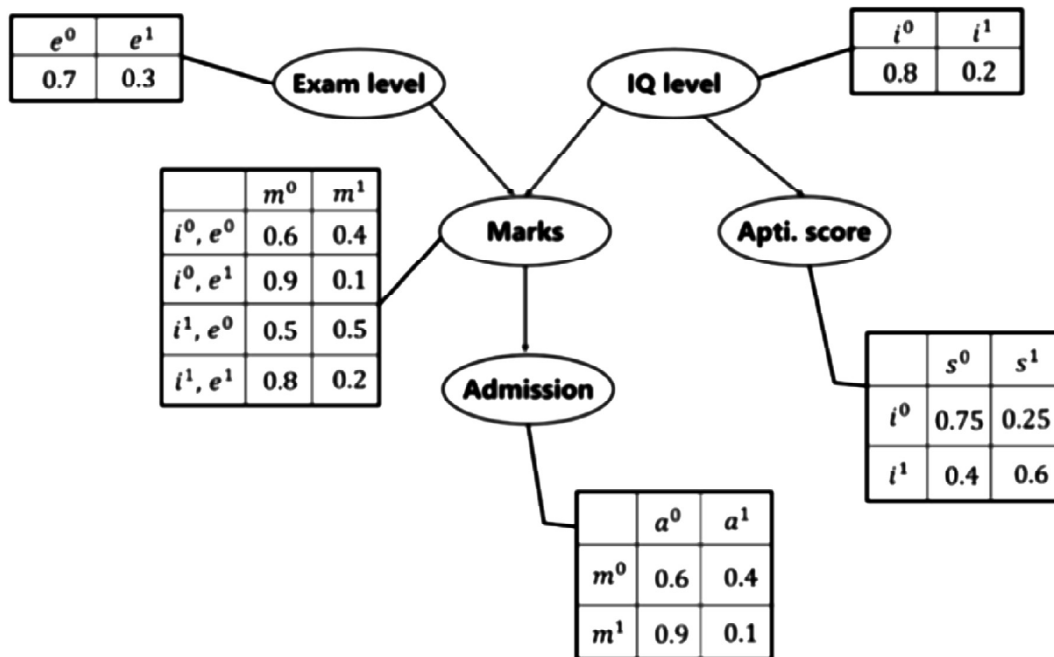 e⁰ e¹
0.7 0.3
Exam level
IQ level
i⁰ i¹
0.8 0.2
m⁰ m¹
i⁰, e⁰ 0.6 0.4
i⁰, e¹ 0.9 0.1
i¹, e⁰ 0.5 0.5
i¹, e¹ 0.8 0.2
Marks
Apti. score
Admission
s⁰ s¹
i⁰ 0.75 0.25
i¹ 0.4 0.6
a⁰ a¹
m⁰ 0.6 0.4
m¹ 0.9 0.1